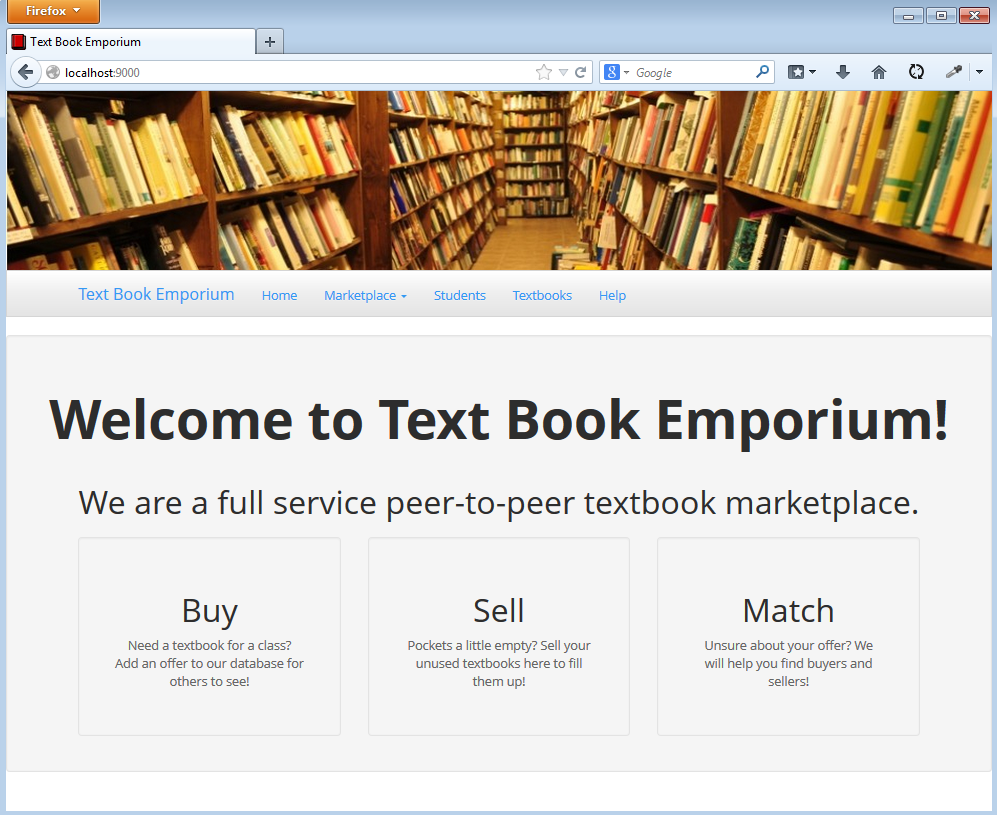 Firefox
Text Book Emporium
localhost:9000
Google
Text Book Emporium Home Marketplace Students Textbooks Help
Welcome to Text Book Emporium!
We are a full service peer-to-peer textbook marketplace.
Buy
Need a textbook for a class?
Add an offer to our database for
others to see!
Sell
Pockets a little empty? Sell your
unused textbooks here to fill
them up!
Match
Unsure about your offer? We
will help you find buyers and
sellers!